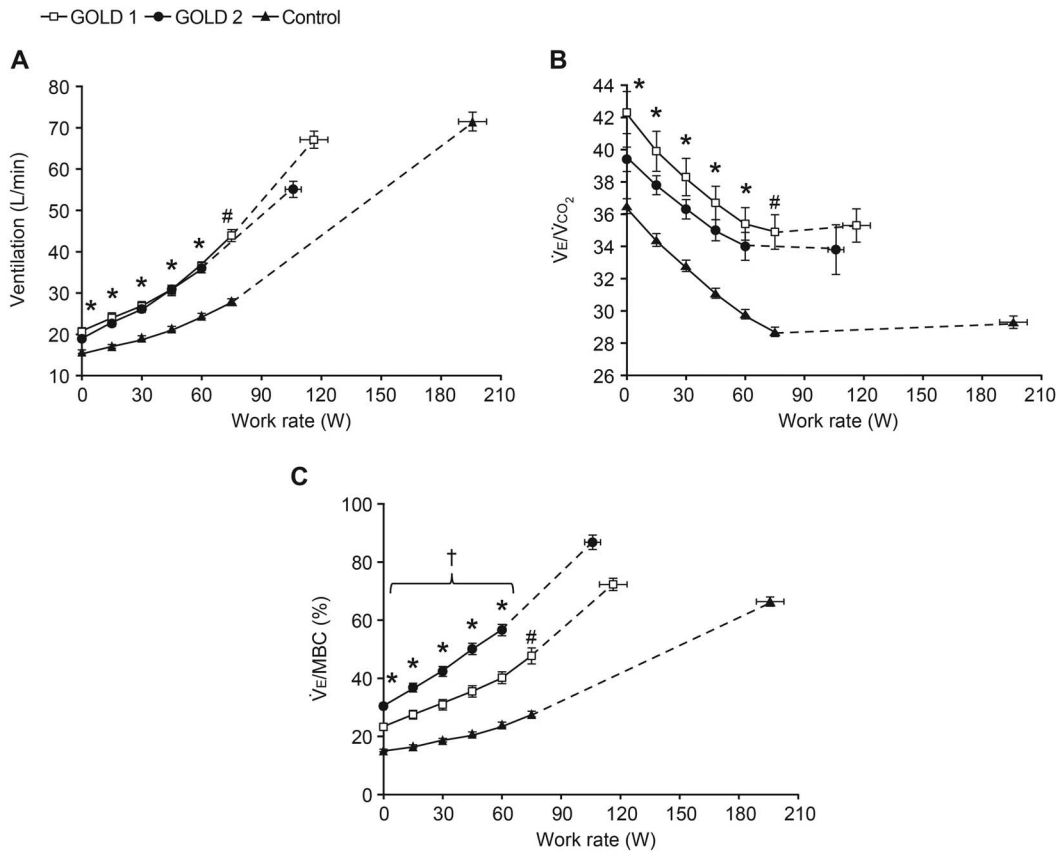 GOLD 1 GOLD 2 Control
A
80
70
60
50
40
30
20
10
Ventilation (L/min)
* * * * * #
0 30 60 90 120 150 180 210
Work rate (W)
B
44
42
40
38
36
34
32
30
28
26
V̇E/V̇CO2
* * * * * #
0 30 60 90 120 150 180 210
Work rate (W)
C
100
80
60
40
20
0
V̇E/MBC (%)
†
* * * * * #
0 30 60 90 120 150 180 210
Work rate (W)